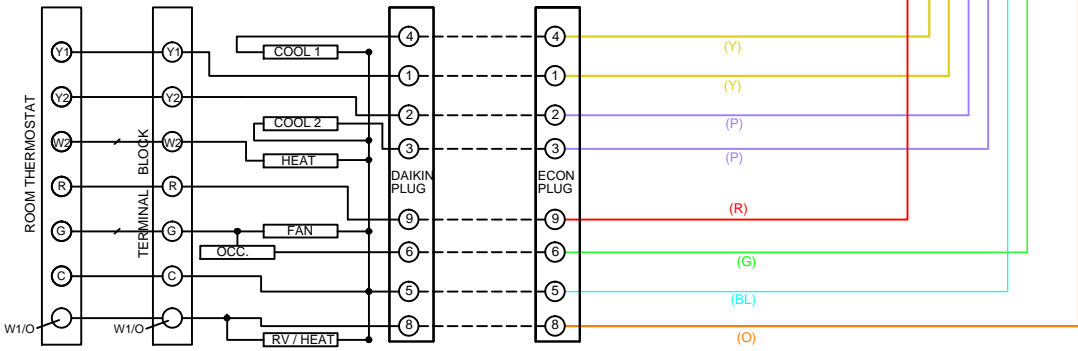 ROOM THERMOSTAT
Y1
Y2
W2
R
G
C
W1/O
TERMINAL BLOCK
Y1
Y2
W2
R
G
C
W1/O
COOL 1
COOL 2
HEAT
FAN
OCC.
RV / HEAT
4
1
2
3
DAIKIN
PLUG
9
6
5
8
4
1
2
3
ECON
PLUG
9
6
5
8
(Y)
(Y)
(P)
(P)
(R)
(G)
(BL)
(O)